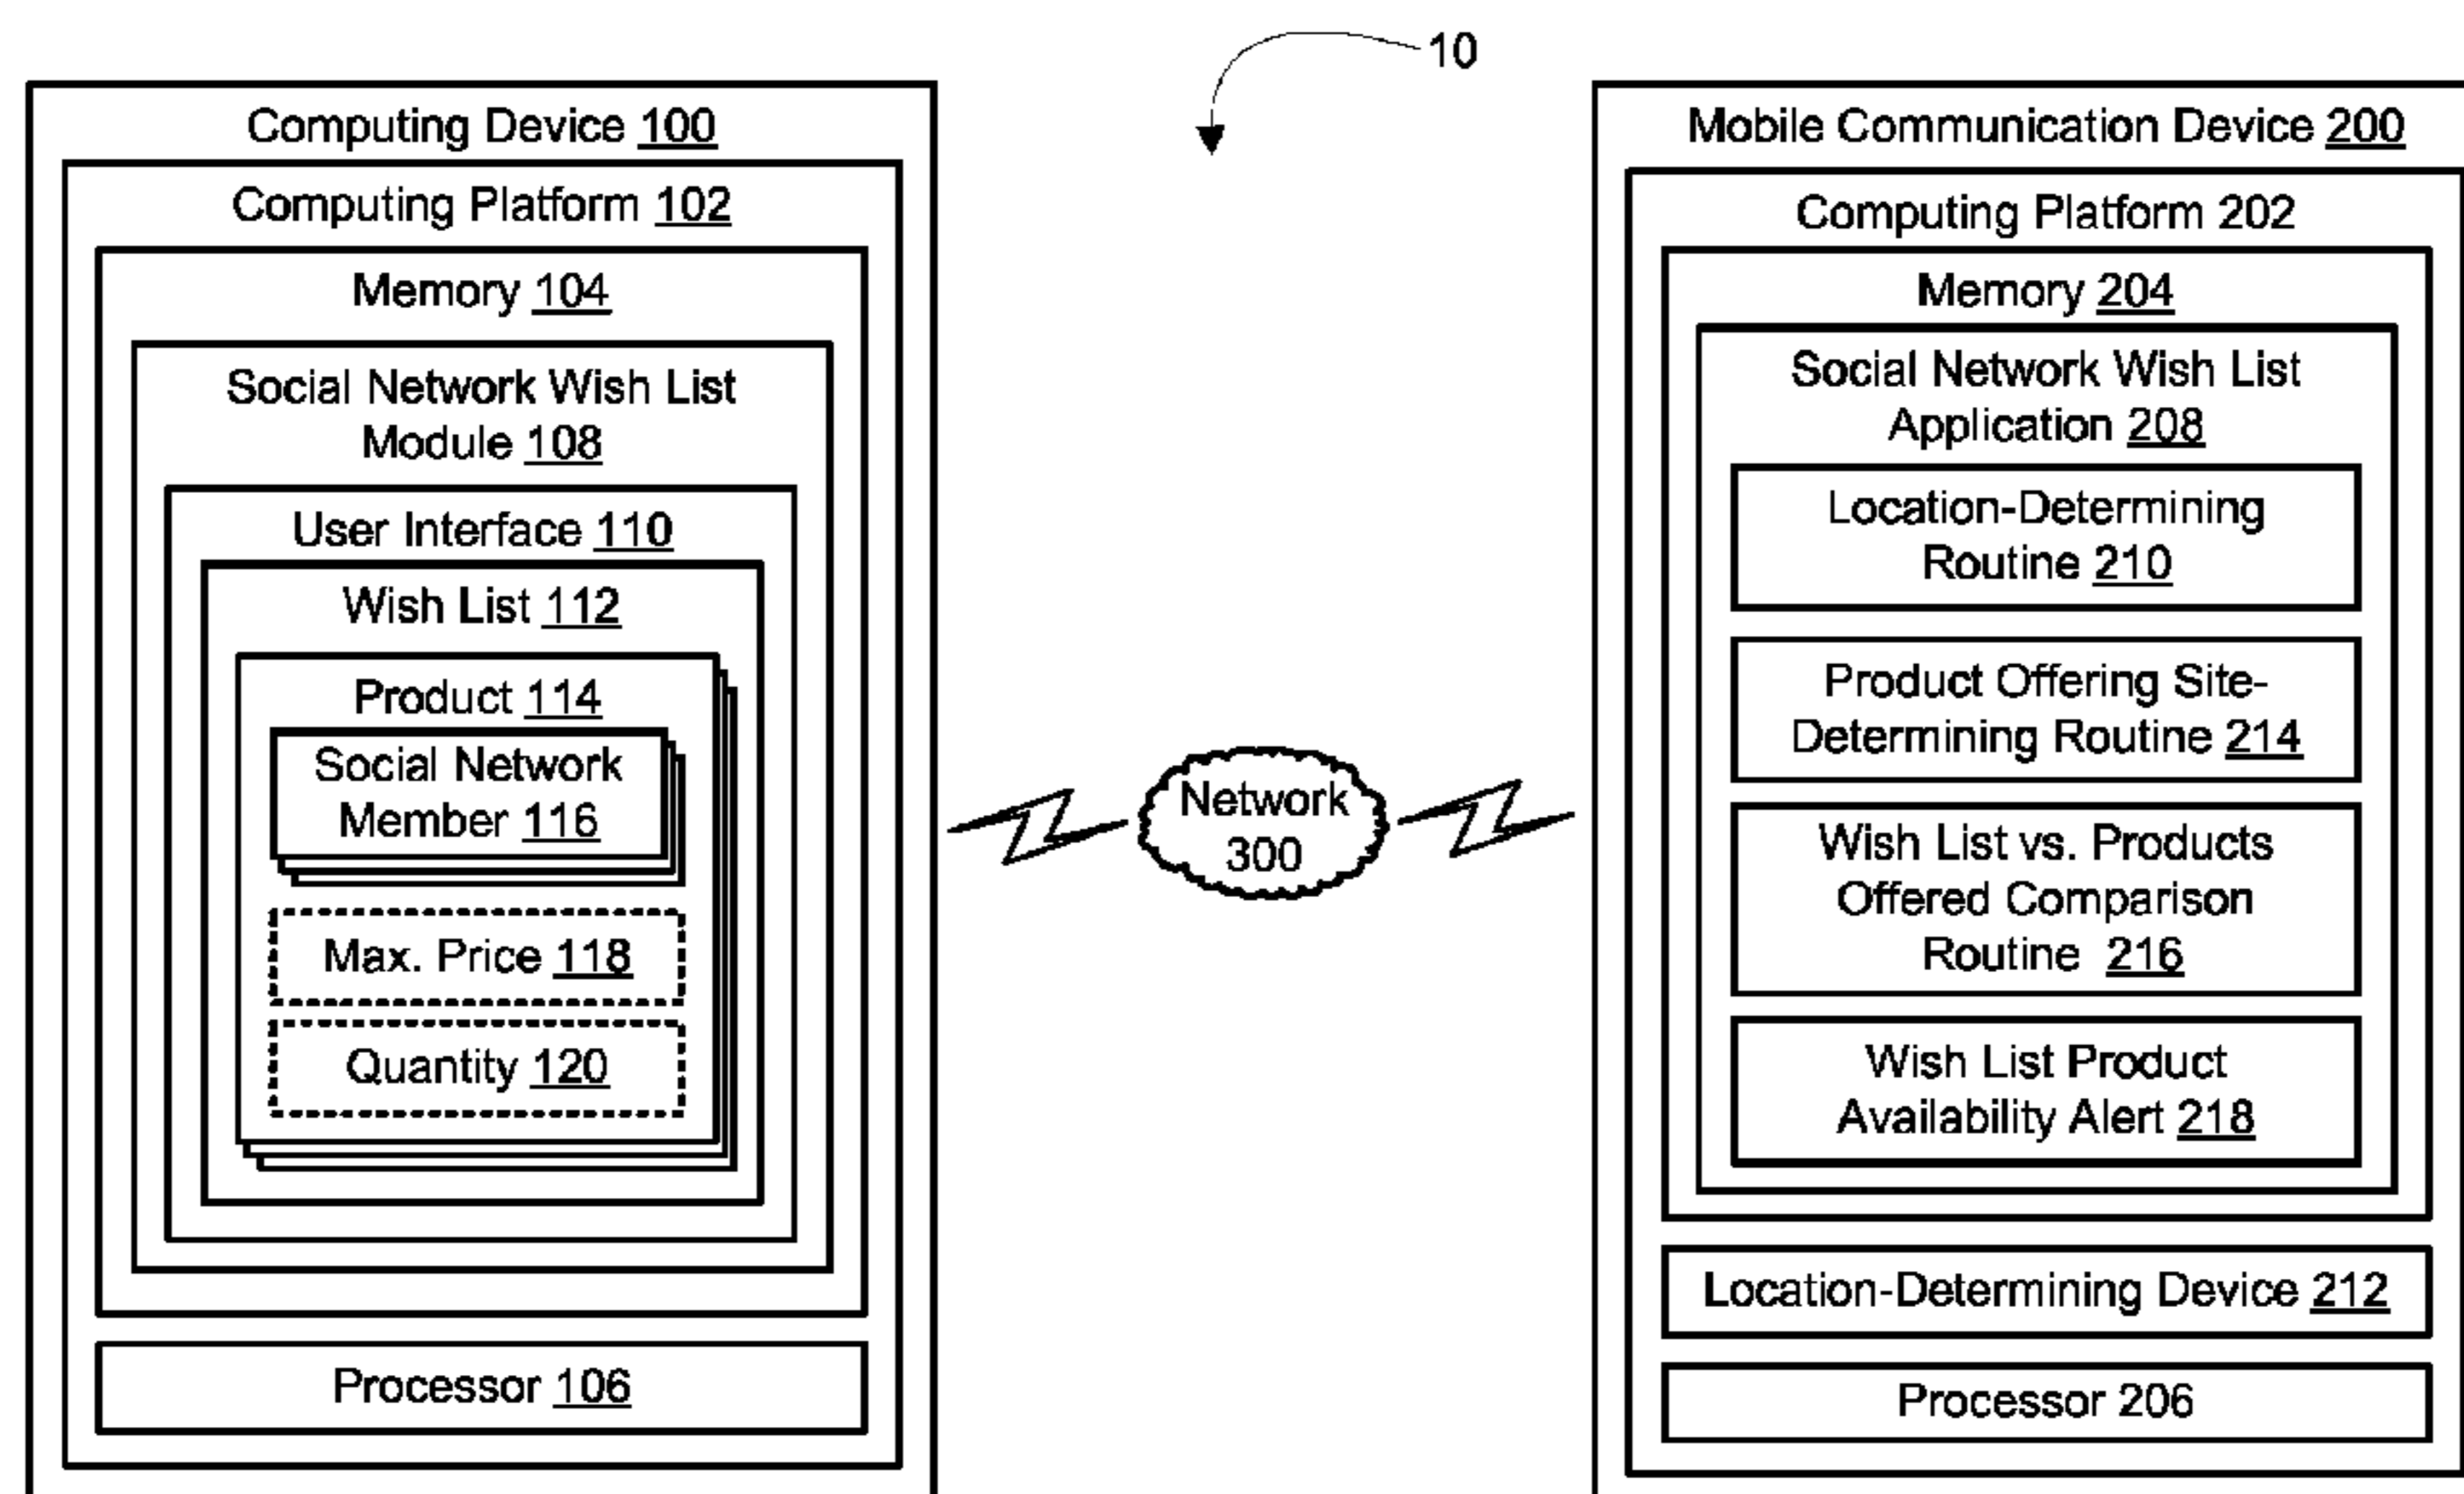 10
Computing Device 100
Computing Platform 102
Memory 104
Social Network Wish List
Module 108
User Interface 110
Wish List 112
Product 114
Social Network
Member 116
Max. Price 118
Quantity 120
Processor 106
Network
300
Mobile Communication Device 200
Computing Platform 202
Memory 204
Social Network Wish List
Application 208
Location-Determining
Routine 210
Product Offering Site-
Determining Routine 214
Wish List vs. Products
Offered Comparison
Routine 216
Wish List Product
Availability Alert 218
Location-Determining Device 212
Processor 206